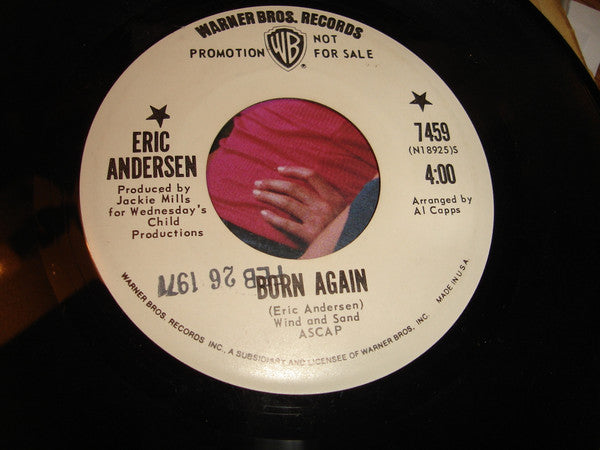 WARNER BROS. RECORDS
PROMOTION NOT
FOR SALE
WB
®
ERIC
ANDERSEN
Produced by
Jackie Mills
for Wednesday's
Child
Productions
7459
(N18925)S
4:00
Arranged by
Al Capps
FEB 26 1971
BORN AGAIN
(Eric Andersen)
Wind and Sand
ASCAP
WARNER BROS. RECORDS INC., A SUBSIDIARY AND LICENSEE OF WARNER BROS. INC. MADE IN U.S.A.